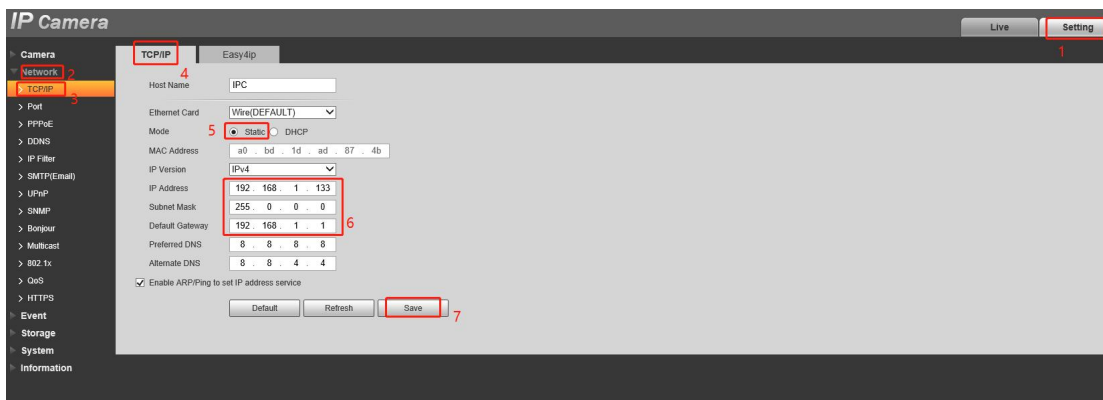 IP Camera
Live Setting
1
Camera
Network 2
TCP/IP
3
Port
PPPoE
DDNS
IP Filter
SMTP(Email)
UPnP
SNMP
Bonjour
Multicast
802.1x
QoS
HTTPS
Event
Storage
System
Information
TCP/IP Easy4ip
4
Host Name IPC
Ethernet Card Wire(DEFAULT)
Mode 5 Static DHCP
MAC Address a0 . bd . 1d . ad . 87 . 4b
IP Version IPv4
IP Address 192 . 168 . 1 . 133
Subnet Mask 255 . 0 . 0 . 0
Default Gateway 192 . 168 . 1 . 1 6
Preferred DNS 8 . 8 . 8 . 8
Alternate DNS 8 . 8 . 4 . 4
Enable ARP/Ping to set IP address service
Default Refresh Save 7